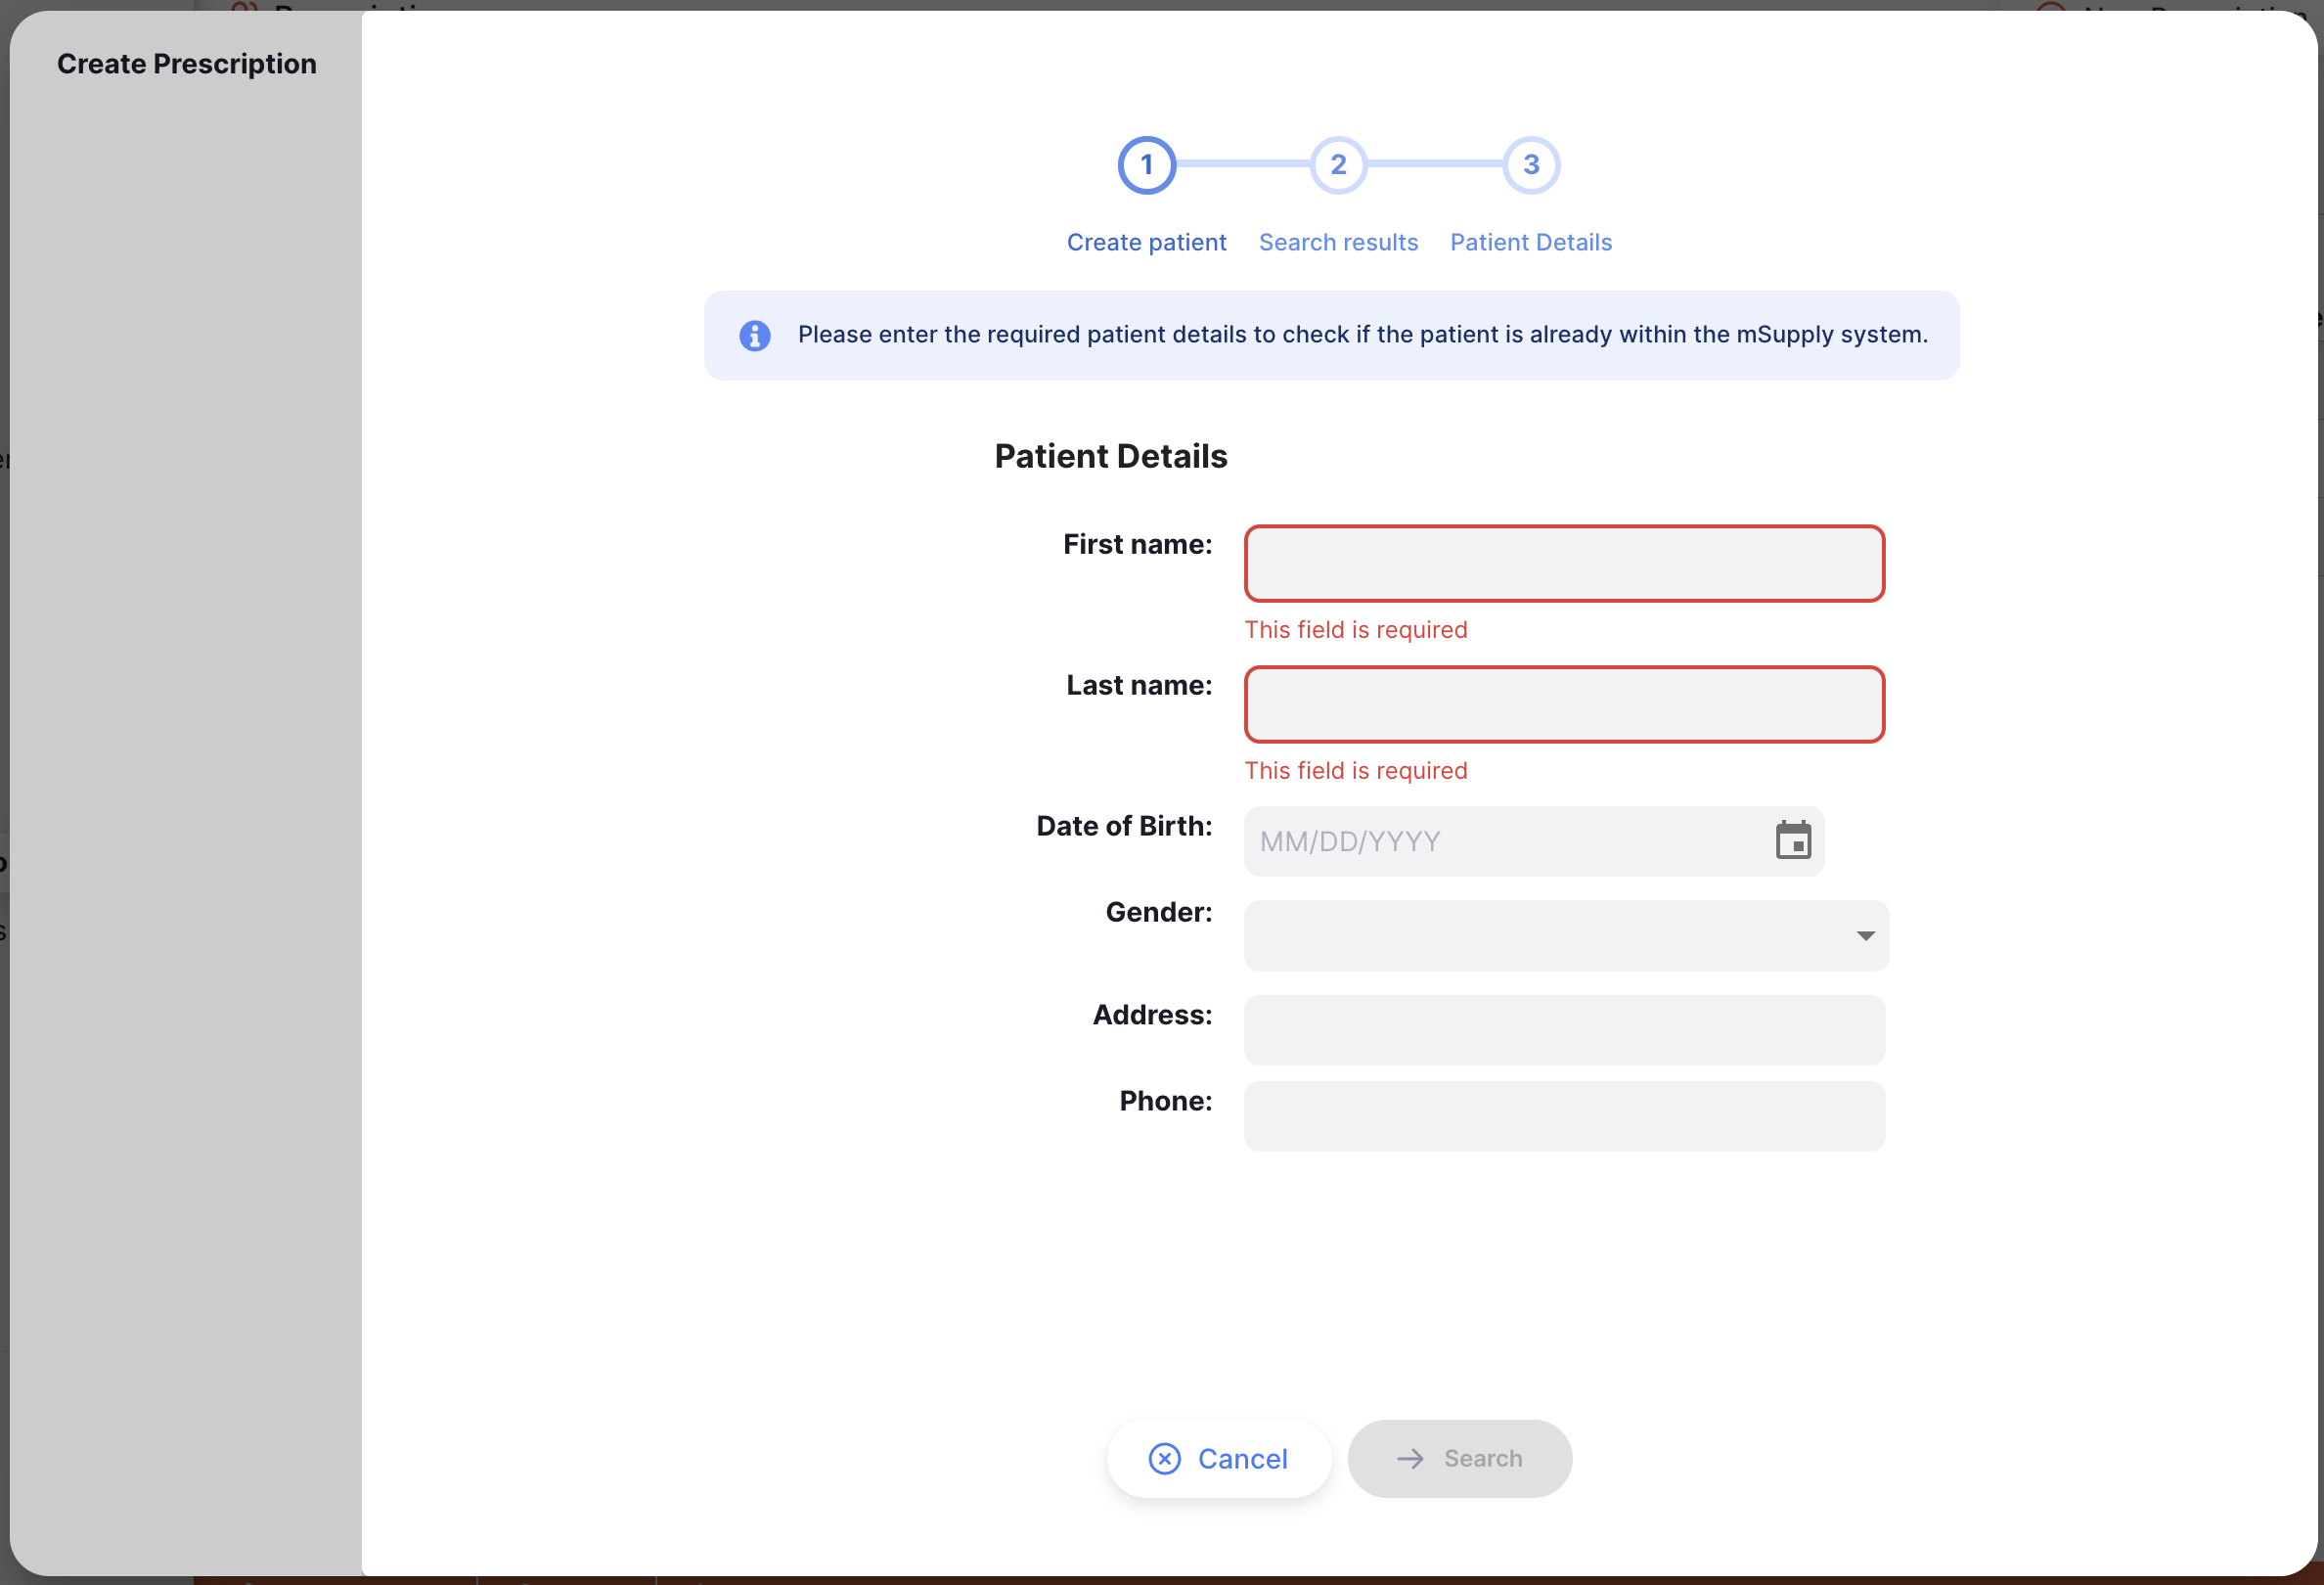 Create Prescription
1
2
3
Create patient
Search results
Patient Details
Please enter the required patient details to check if the patient is already within the mSupply system.
Patient Details
First name:
This field is required
Last name:
This field is required
Date of Birth:
MM/DD/YYYY
Gender:
Address:
Phone:
Cancel
Search